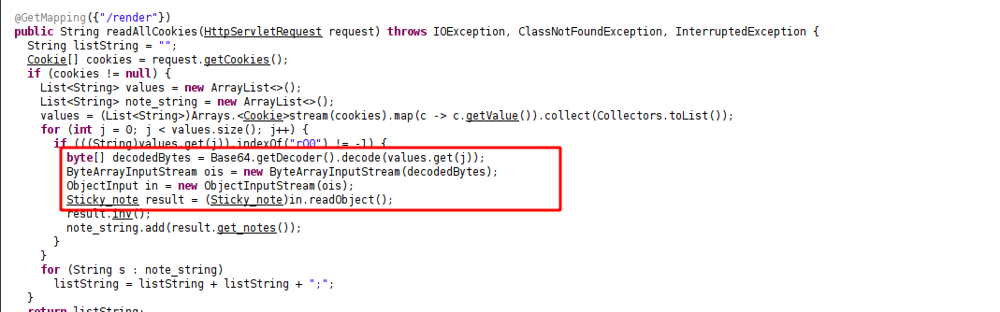 @GetMapping({"/render"})
public String readAllCookies(HttpServletRequest request) throws IOException, ClassNotFoundException, InterruptedException {
String listString = "";
Cookie[] cookies = request.getCookies();
if (cookies != null) {
List<String> values = new ArrayList<>();
List<String> note_string = new ArrayList<>();
values = (List<String>)Arrays.<Cookie>stream(cookies).map(c -> c.getValue()).collect(Collectors.toList());
for (int j = 0; j < values.size(); j++) {
if (((String)values.get(j)).indexOf("rO0") != -1) {
byte[] decodedBytes = Base64.getDecoder().decode(values.get(j));
ByteArrayInputStream ois = new ByteArrayInputStream(decodedBytes);
ObjectInput in = new ObjectInputStream(ois);
Sticky_note result = (Sticky_note)in.readObject();
result.inv();
note_string.add(result.get_notes());
}
}
for (String s : note_string)
listString = listString + listString + ";";
}
return listString;